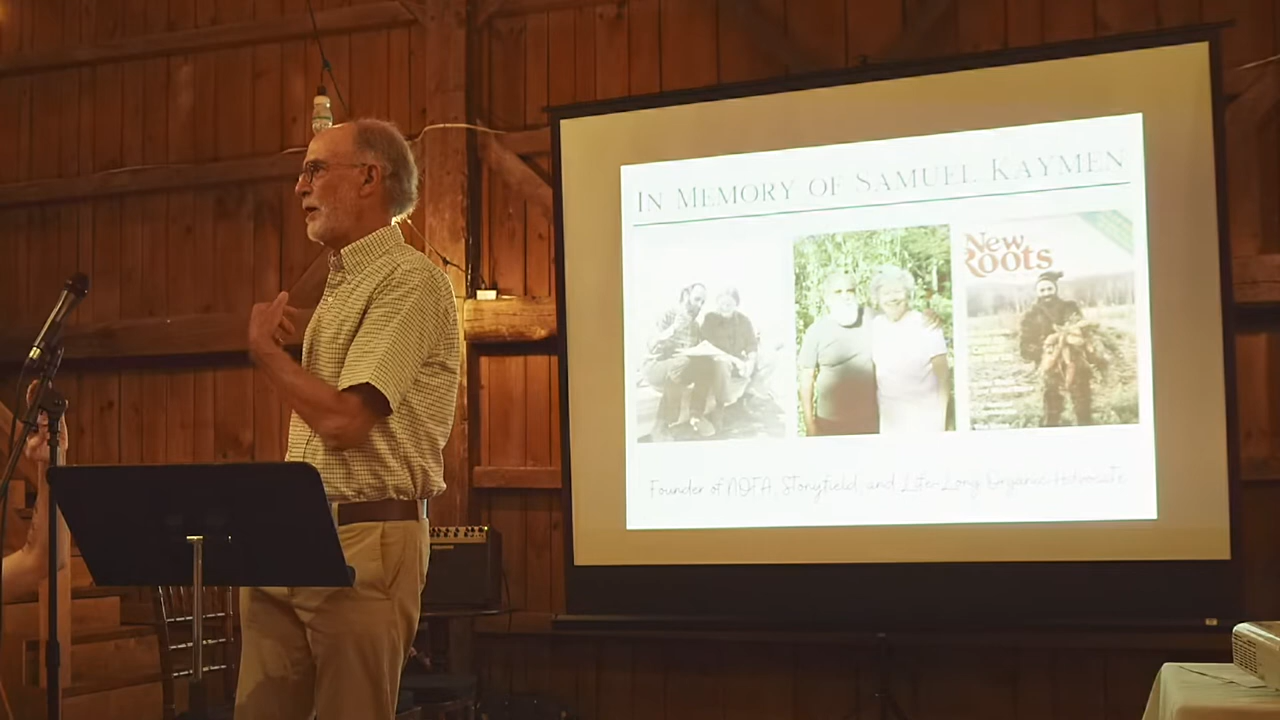 In Memory of Samuel Kaymen
New
Roots
Founder of NOFA, Stonyfield, and Life-Long Organic Advocate